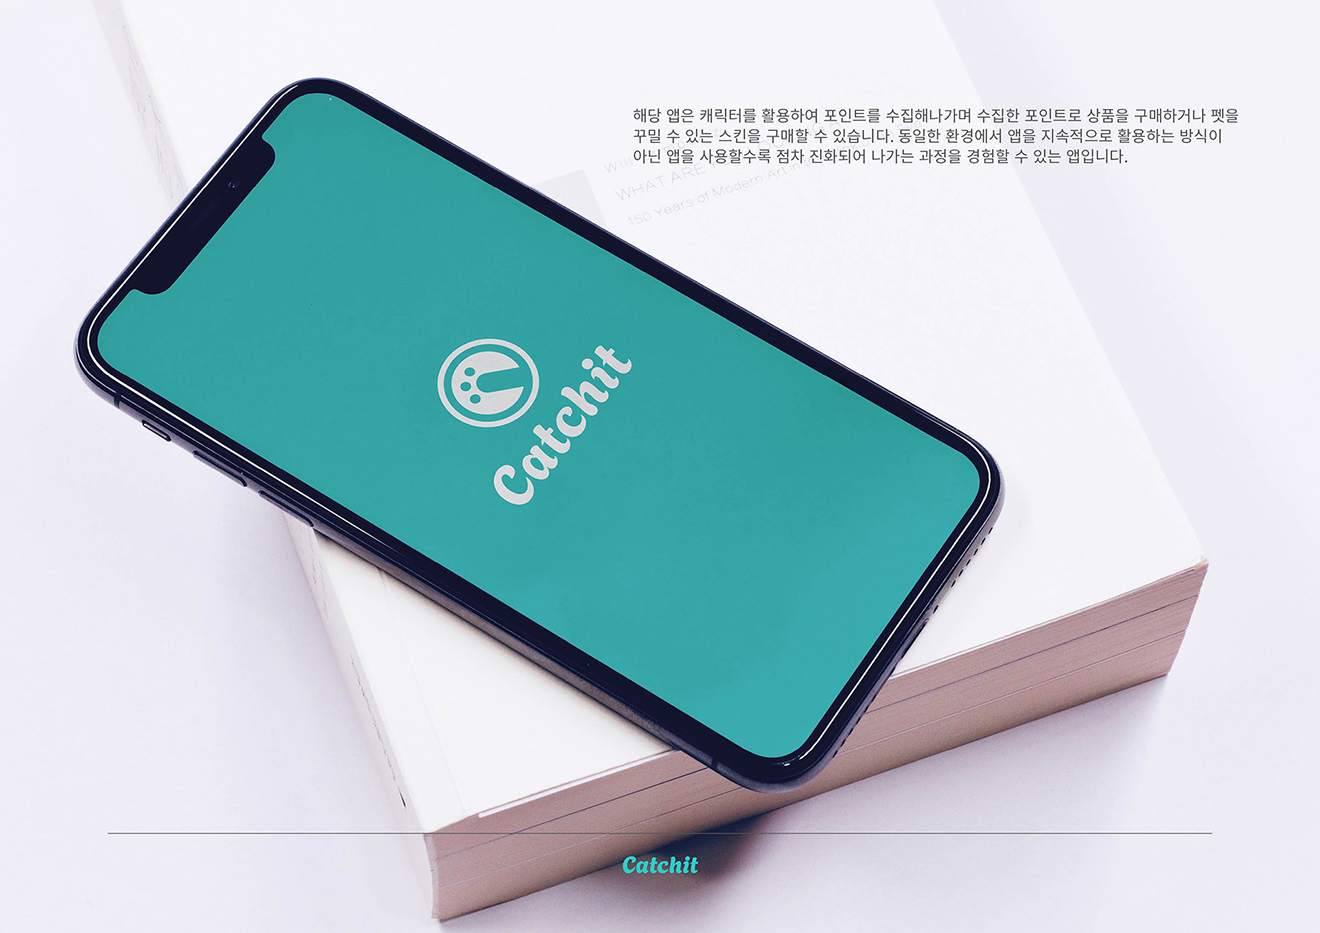 해당 앱은 캐릭터를 활용하여 포인트를 수집해나가며 수집한 포인트로 상품을 구매하거나 펫을
꾸밀 수 있는 스킨을 구매할 수 있습니다. 동일한 환경에서 앱을 지속적으로 활용하는 방식이
아닌 앱을 사용할수록 점차 진화되어 나가는 과정을 경험할 수 있는 앱입니다.
WHAT ARE
150 Years of Modern Art in
Catchit
Catchit